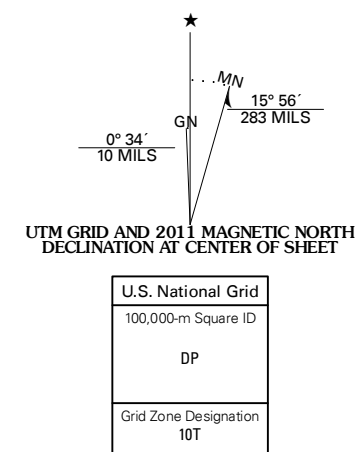 ★
MN
15° 56´
283 MILS
GN
0° 34´
10 MILS
UTM GRID AND 2011 MAGNETIC NORTH
DECLINATION AT CENTER OF SHEET
U.S. National Grid
100,000-m Square ID
DP
Grid Zone Designation
10T